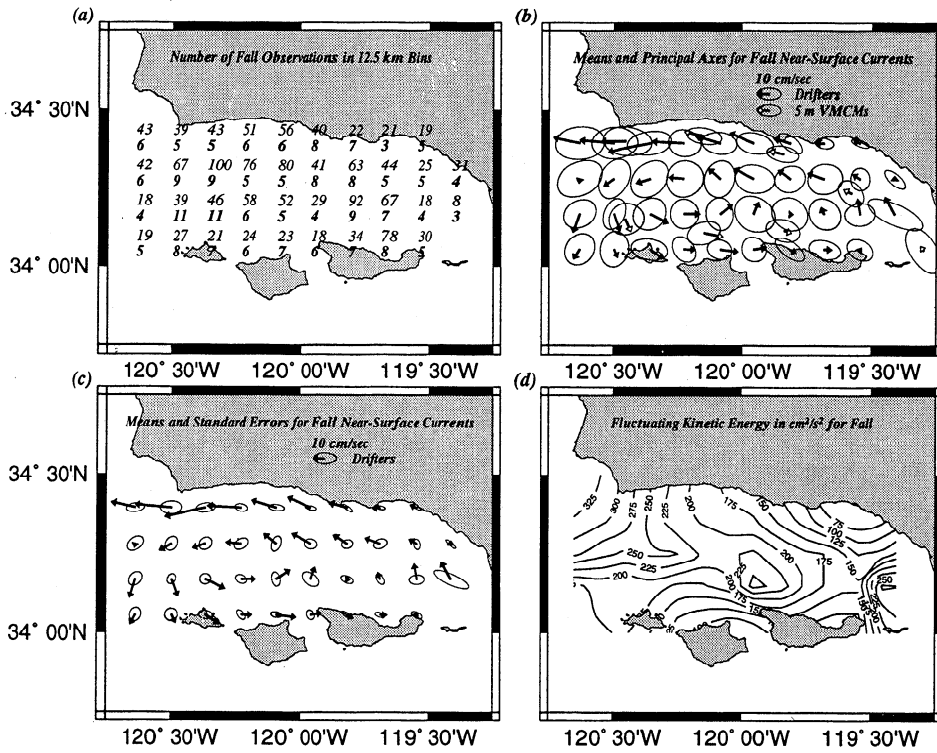 (a)
Number of Fall Observations in 12.5 km Bins
43 39 43 51 56 40 22 21 19
6 5 5 6 6 8 7 3 5
42 67 100 76 80 41 63 44 25 31
6 9 9 5 5 8 8 5 5 4
18 39 46 58 52 29 92 67 18 8
4 11 11 6 5 4 9 7 4 3
19 27 21 24 23 18 34 78 30
5 8 7 6 7 6 7 8 5
34° 30'N
34° 00'N
120° 30'W 120° 00'W 119° 30'W
(b)
Means and Principal Axes for Fall Near-Surface Currents
10 cm/sec
Drifters
5 m VMCMs
120° 30'W 120° 00'W 119° 30'W
(c)
Means and Standard Errors for Fall Near-Surface Currents
10 cm/sec
Drifters
34° 30'N
34° 00'N
120° 30'W 120° 00'W 119° 30'W
(d)
Fluctuating Kinetic Energy in cm²/s² for Fall
325
300
275
250
225
200
175
150
75
100
125
250
225
200
225
200
175
150
200
175
150
250
120° 30'W 120° 00'W 119° 30'W